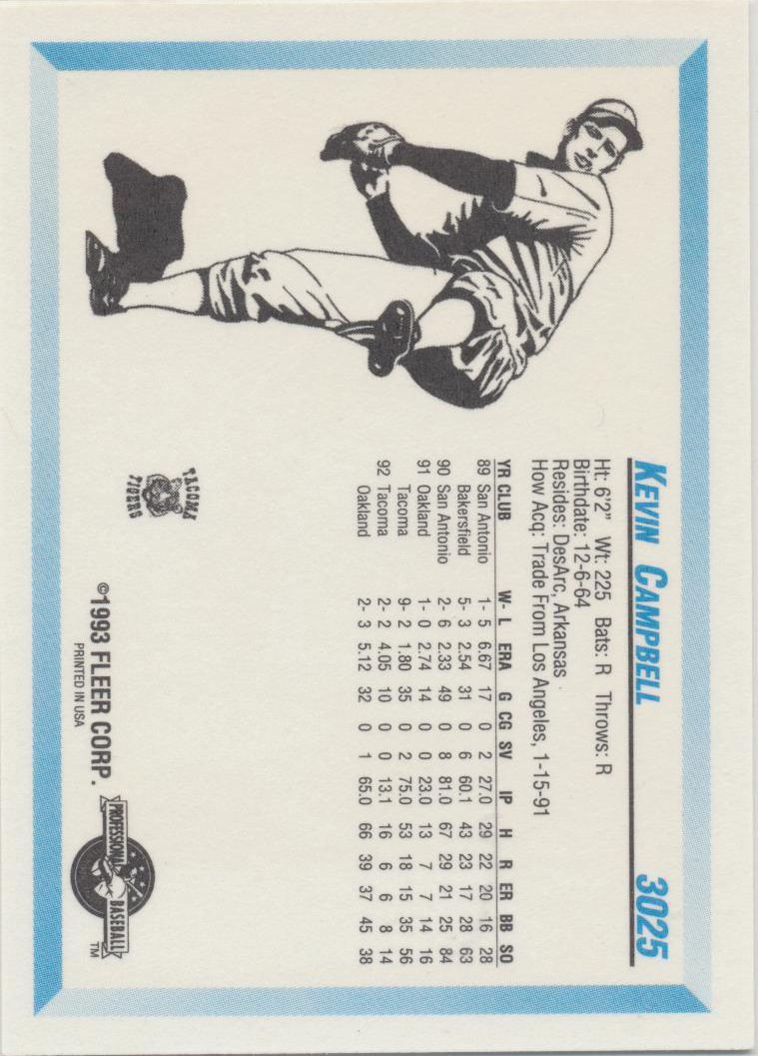 KEVIN CAMPBELL 3025
Ht: 6'2" Wt: 225 Bats: R Throws: R
Birthdate: 12-6-64
Resides: DesArc, Arkansas
How Acq: Trade From Los Angeles, 1-15-91
YR CLUB W- L ERA G CG SV IP H R ER BB SO
89 San Antonio 1- 5 6.67 17 0 2 27.0 29 22 20 16 28
Bakersfield 5- 3 2.54 31 0 6 60.1 43 23 17 28 63
90 San Antonio 2- 6 2.33 49 0 8 81.0 67 29 21 25 84
91 Oakland 1- 0 2.74 14 0 0 23.0 13 7 7 14 16
Tacoma 9- 2 1.80 35 0 2 75.0 53 18 15 35 56
92 Tacoma 2- 2 4.05 10 0 0 13.1 16 6 6 8 14
Oakland 2- 3 5.12 32 0 1 65.0 66 39 37 45 38
TACOMA
TIGERS
©1993 FLEER CORP.
PRINTED IN USA
PROFESSIONAL BASEBALL TM